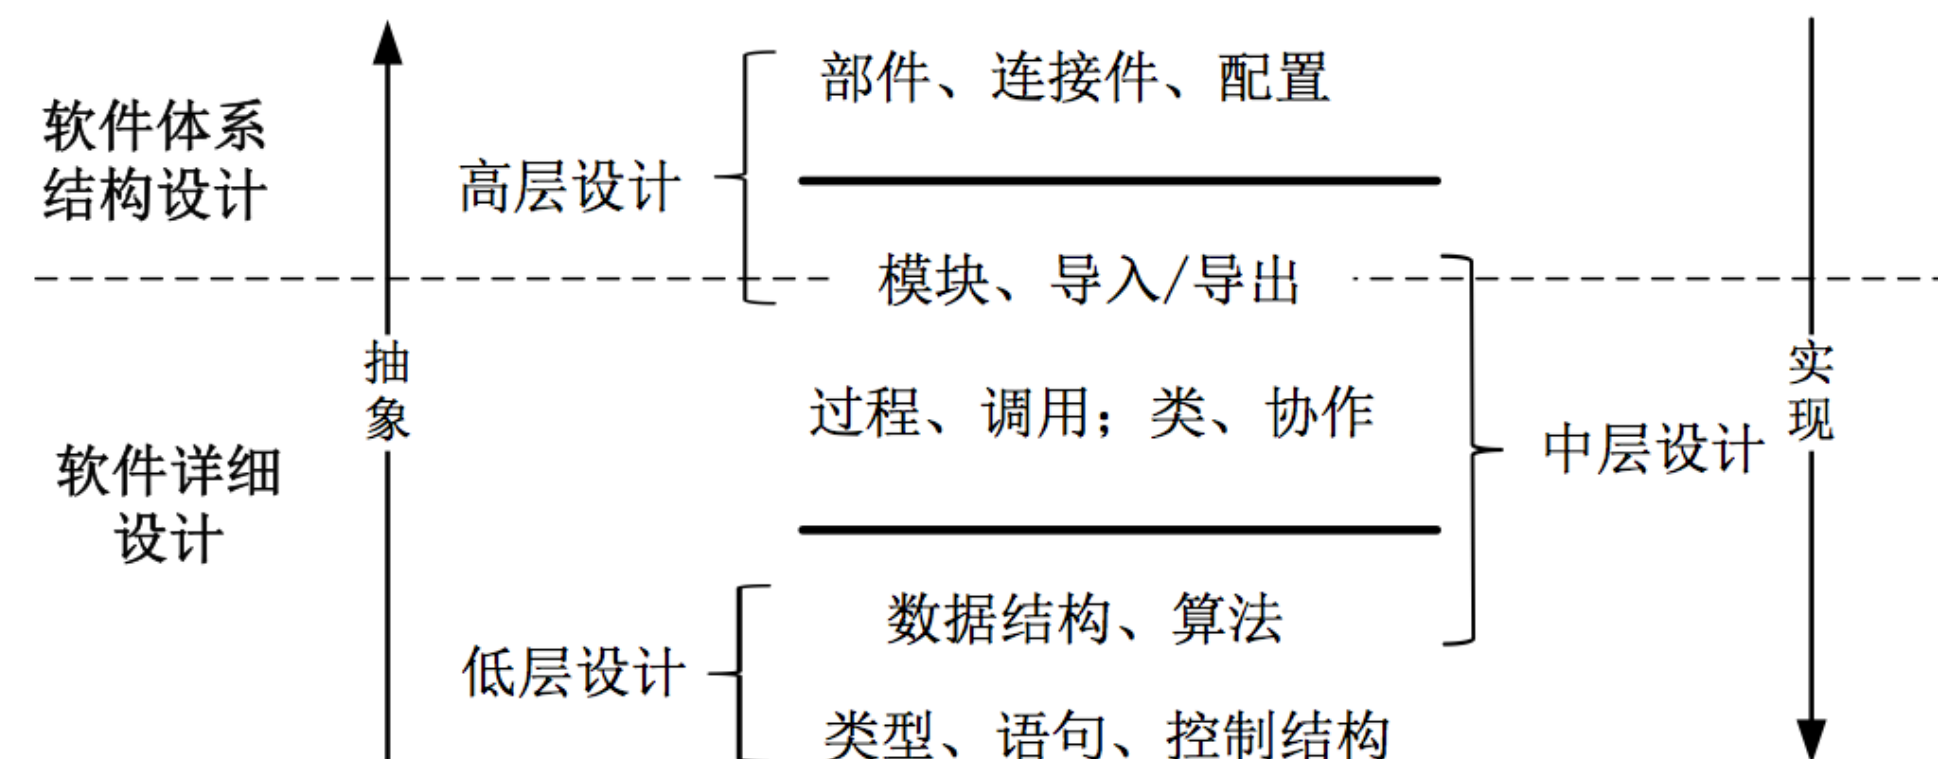 部件、连接件、配置
软件体系
结构设计
高层设计
模块、导入/导出
抽
象
实
现
过程、调用；类、协作
中层设计
软件详细
设计
数据结构、算法
低层设计
类型、语句、控制结构